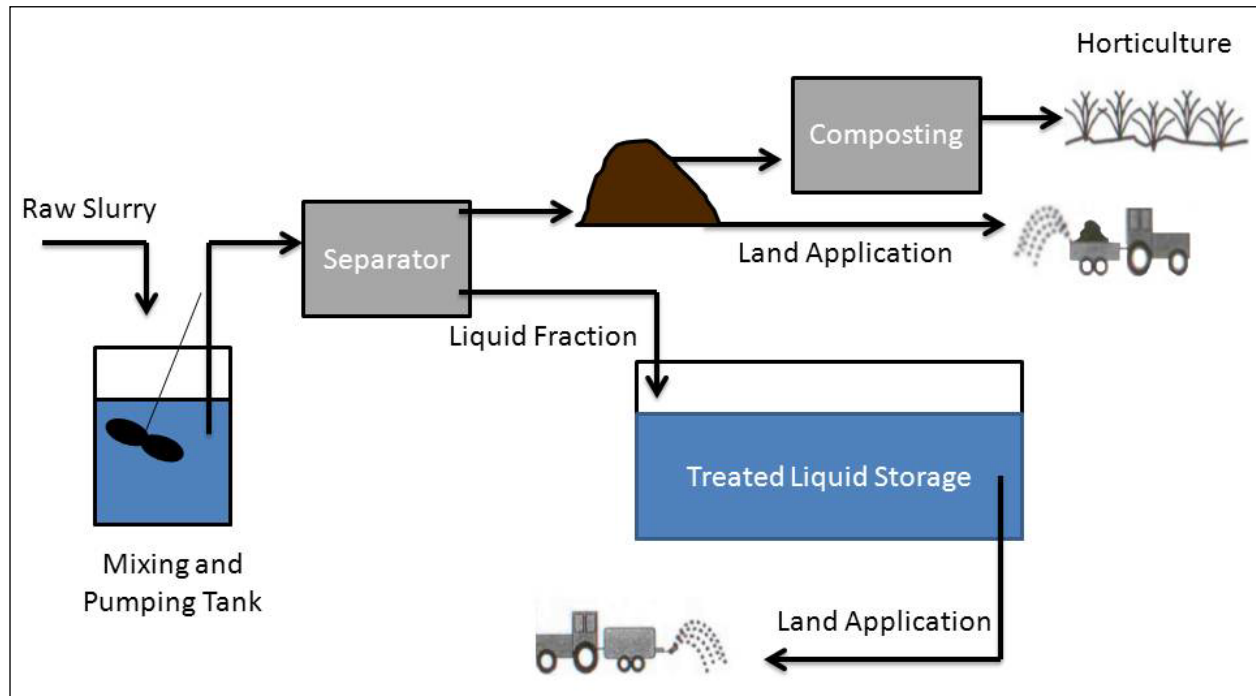 Horticulture
Composting
Raw Slurry
Separator
Land Application
Liquid Fraction
Treated Liquid Storage
Mixing and
Pumping Tank
Land Application